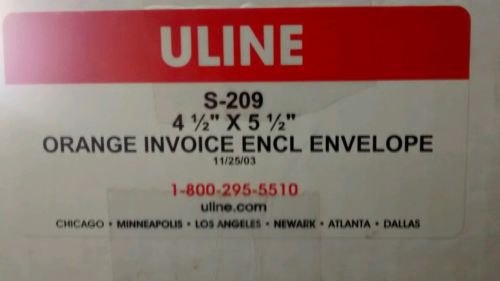 ULINE
S-209
4 ½" X 5 ½"
ORANGE INVOICE ENCL ENVELOPE
11/25/03
1-800-295-5510
uline.com
CHICAGO • MINNEAPOLIS • LOS ANGELES • NEWARK • ATLANTA • DALLAS